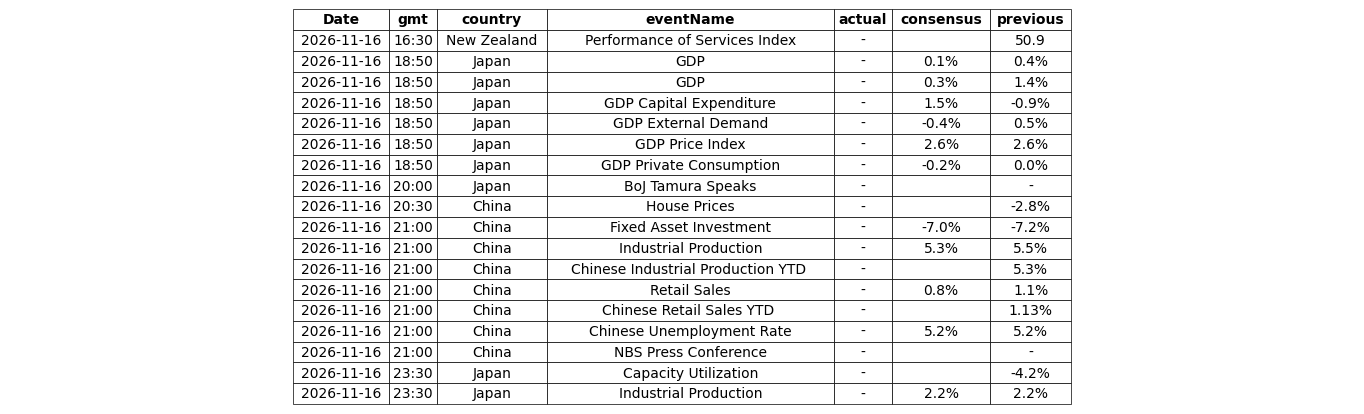 Date gmt country eventName actual consensus previous
2026-11-16 16:30 New Zealand Performance of Services Index - 50.9
2026-11-16 18:50 Japan GDP - 0.1% 0.4%
2026-11-16 18:50 Japan GDP - 0.3% 1.4%
2026-11-16 18:50 Japan GDP Capital Expenditure - 1.5% -0.9%
2026-11-16 18:50 Japan GDP External Demand - -0.4% 0.5%
2026-11-16 18:50 Japan GDP Price Index - 2.6% 2.6%
2026-11-16 18:50 Japan GDP Private Consumption - -0.2% 0.0%
2026-11-16 20:00 Japan BoJ Tamura Speaks - -
2026-11-16 20:30 China House Prices - -2.8%
2026-11-16 21:00 China Fixed Asset Investment - -7.0% -7.2%
2026-11-16 21:00 China Industrial Production - 5.3% 5.5%
2026-11-16 21:00 China Chinese Industrial Production YTD - 5.3%
2026-11-16 21:00 China Retail Sales - 0.8% 1.1%
2026-11-16 21:00 China Chinese Retail Sales YTD - 1.13%
2026-11-16 21:00 China Chinese Unemployment Rate - 5.2% 5.2%
2026-11-16 21:00 China NBS Press Conference - -
2026-11-16 23:30 Japan Capacity Utilization - -4.2%
2026-11-16 23:30 Japan Industrial Production - 2.2% 2.2%